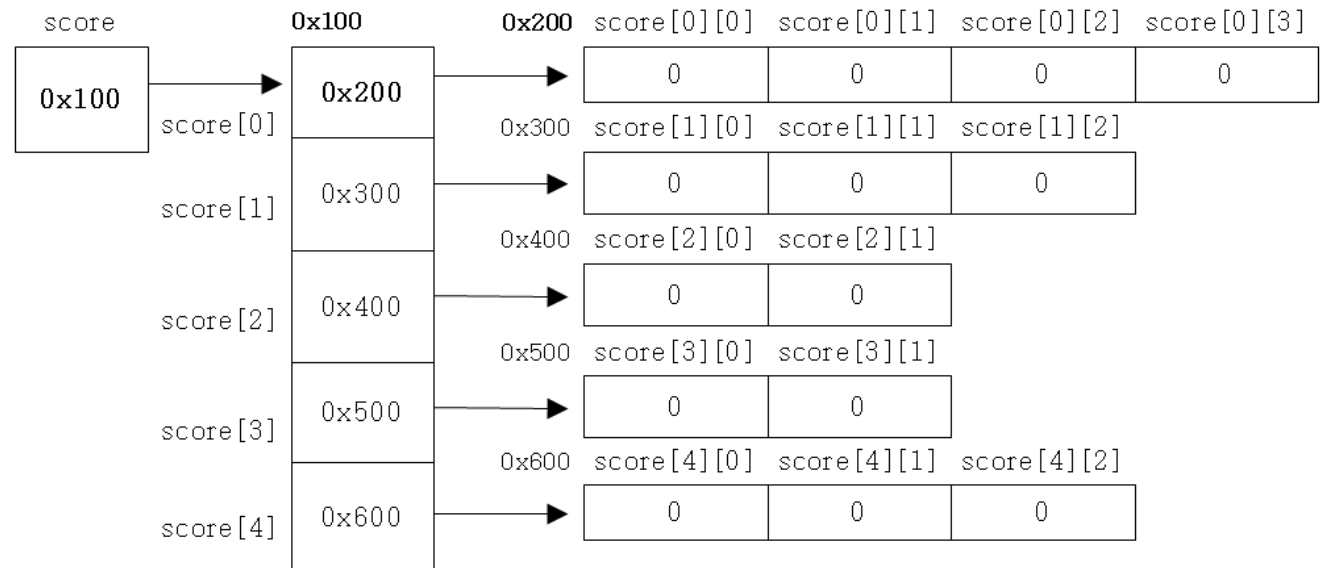 score 0x100 0x200 score[0][0] score[0][1] score[0][2] score[0][3]
0x100 0x200 0 0 0 0
score[0] 0x300 score[1][0] score[1][1] score[1][2]
score[1] 0x300 0 0 0
0x400 score[2][0] score[2][1]
score[2] 0x400 0 0
0x500 score[3][0] score[3][1]
score[3] 0x500 0 0
0x600 score[4][0] score[4][1] score[4][2]
score[4] 0x600 0 0 0